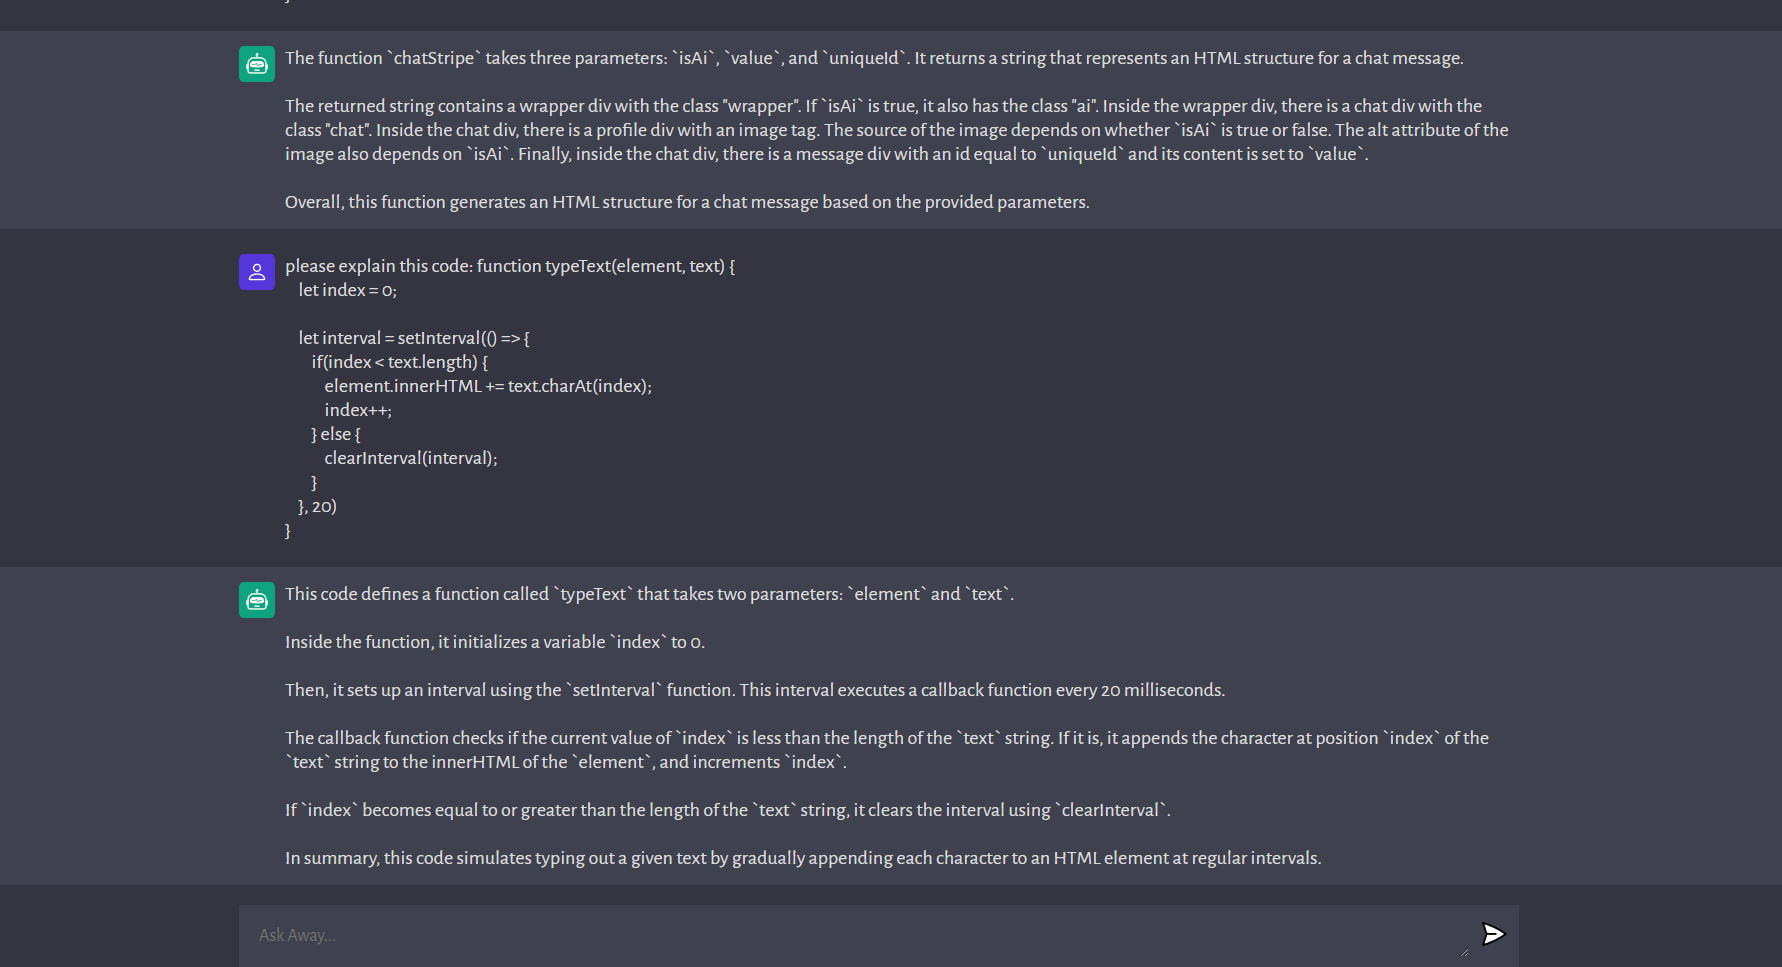 }
The function `chatStripe` takes three parameters: `isAi`, `value`, and `uniqueId`. It returns a string that represents an HTML structure for a chat message.
The returned string contains a wrapper div with the class "wrapper". If `isAi` is true, it also has the class "ai". Inside the wrapper div, there is a chat div with the
class "chat". Inside the chat div, there is a profile div with an image tag. The source of the image depends on whether `isAi` is true or false. The alt attribute of the
image also depends on `isAi`. Finally, inside the chat div, there is a message div with an id equal to `uniqueId` and its content is set to `value`.
Overall, this function generates an HTML structure for a chat message based on the provided parameters.
please explain this code: function typeText(element, text) {
let index = 0;
let interval = setInterval(() => {
if(index < text.length) {
element.innerHTML += text.charAt(index);
index++;
} else {
clearInterval(interval);
}
}, 20)
}
This code defines a function called `typeText` that takes two parameters: `element` and `text`.
Inside the function, it initializes a variable `index` to 0.
Then, it sets up an interval using the `setInterval` function. This interval executes a callback function every 20 milliseconds.
The callback function checks if the current value of `index` is less than the length of the `text` string. If it is, it appends the character at position `index` of the
`text` string to the innerHTML of the `element`, and increments `index`.
If `index` becomes equal to or greater than the length of the `text` string, it clears the interval using `clearInterval`.
In summary, this code simulates typing out a given text by gradually appending each character to an HTML element at regular intervals.
Ask Away...